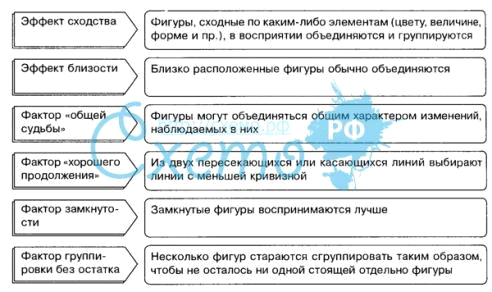 Эффект сходства
Фигуры, сходные по каким-либо элементам (цвету, величине,
форме и пр.), в восприятии объединяются и группируются
Эффект близости
Близко расположенные фигуры обычно объединяются
Фактор «общей
судьбы»
Фигуры могут объединяться общим характером изменений,
наблюдаемых в них
Фактор «хорошего
продолжения»
Из двух пересекающихся или касающихся линий выбирают
линии с меньшей кривизной
Фактор замкнуто-
сти
Замкнутые фигуры воспринимаются лучше
Фактор группи-
ровки без остатка
Несколько фигур стараются сгруппировать таким образом,
чтобы не осталось ни одной стоящей отдельно фигуры
Схемо
РФ